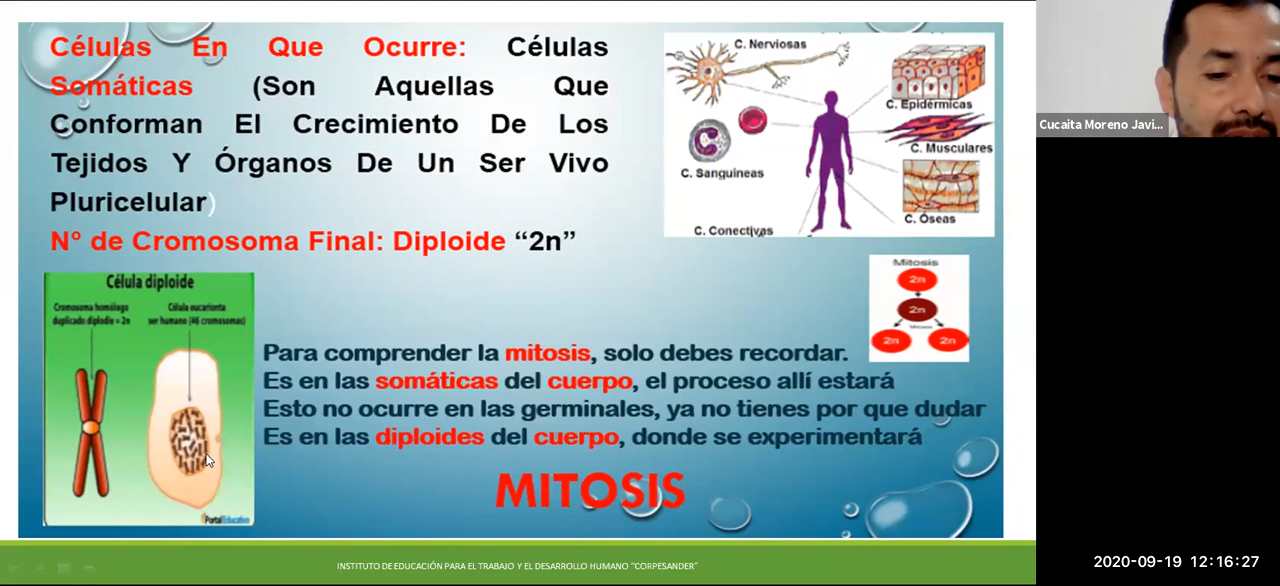 Células En Que Ocurre: Células
Somáticas (Son Aquellas Que
Conforman El Crecimiento De Los
Tejidos Y Órganos De Un Ser Vivo
Pluricelular)
N° de Cromosoma Final: Diploide “2n”
C. Nerviosas
C. Epidérmicas
C. Musculares
C. Sanguíneas
C. Óseas
C. Conectivas
Mitosis
2n
2n
Mitosis
2n 2n
Célula diploide
Cromosoma homólogo
duplicado diploide = 2n
Célula eucarionta
ser humano (46 cromosomas)
PortalEducativo
Para comprender la mitosis, solo debes recordar.
Es en las somáticas del cuerpo, el proceso allí estará
Esto no ocurre en las germinales, ya no tienes por que dudar
Es en las diploides del cuerpo, donde se experimentará
MITOSIS
INSTITUTO DE EDUCACIÓN PARA EL TRABAJO Y EL DESARROLLO HUMANO “CORPESANDER”
Cucaita Moreno Javi...
2020-09-19 12:16:27